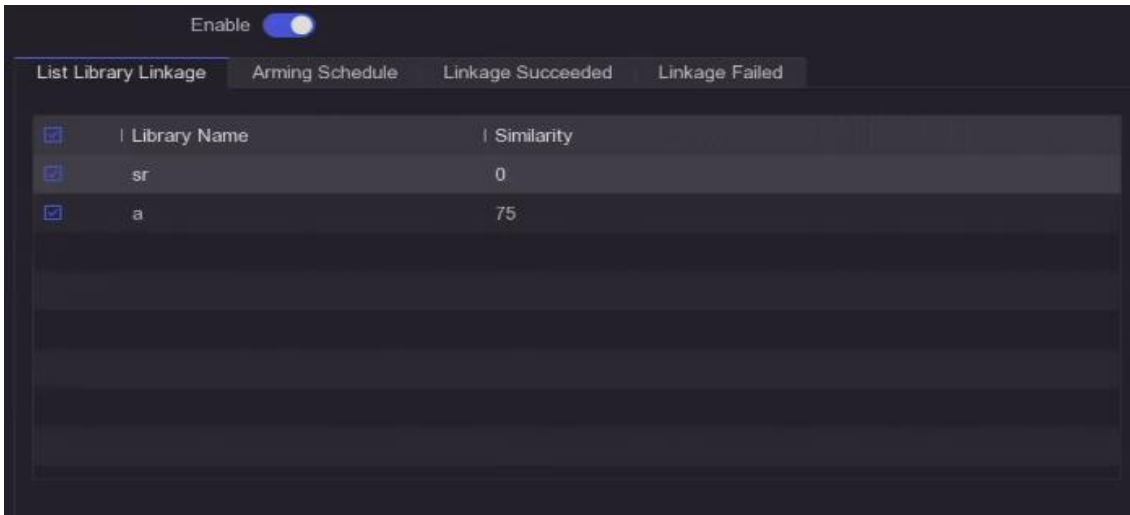 Enable
List Library Linkage Arming Schedule Linkage Succeeded Linkage Failed
Library Name Similarity
sr 0
a 75